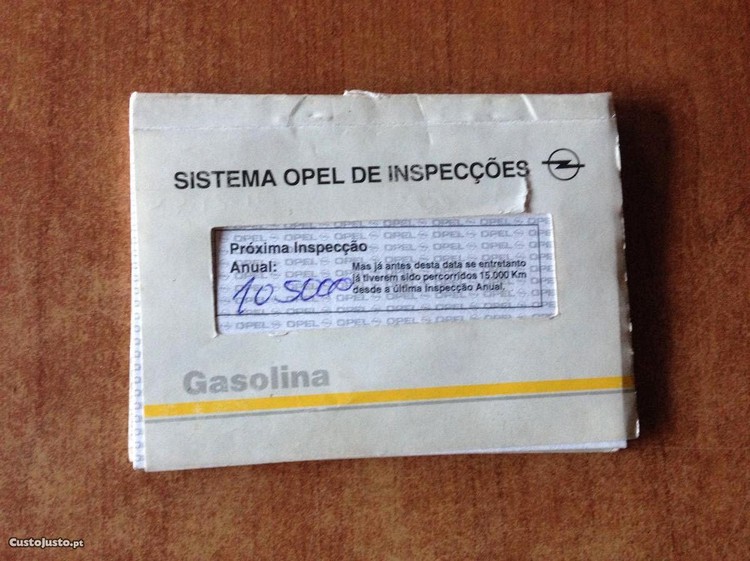 SISTEMA OPEL DE INSPECÇÕES
Próxima Inspecção
Anual:
105000
Mas já antes desta data se entretanto
já tiverem sido percorridos 15.000 Km
desde a última Inspecção Anual.
Gasolina
CustoJusto.pt